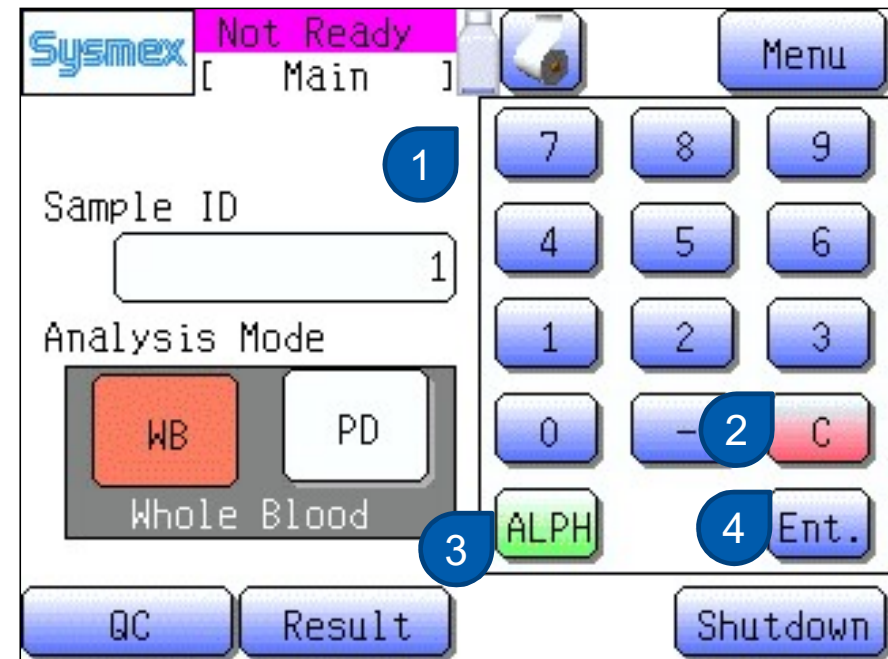 Sysmex Not Ready Menu
[ Main ]
1 7 8 9
Sample ID
4 5 6
1
Analysis Mode 1 2 3
WB PD 0 - 2 C
Whole Blood
3 ALPH 4 Ent.
QC Result Shutdown